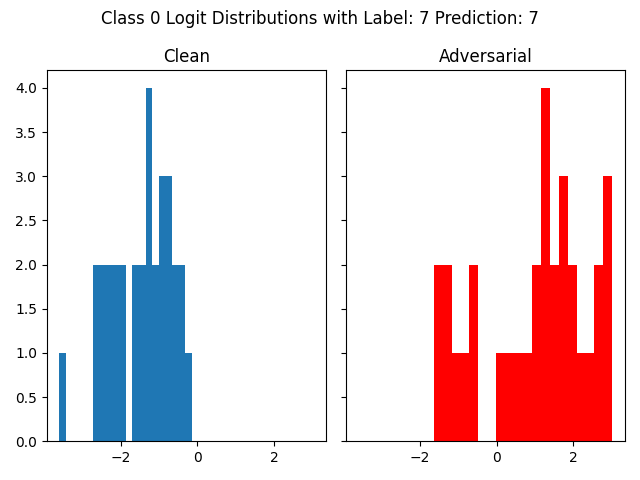 Class 0 Logit Distributions with Label: 7 Prediction: 7
Clean
Adversarial
4.0
3.5
3.0
2.5
2.0
1.5
1.0
0.5
0.0
−2 0 2
−2 0 2